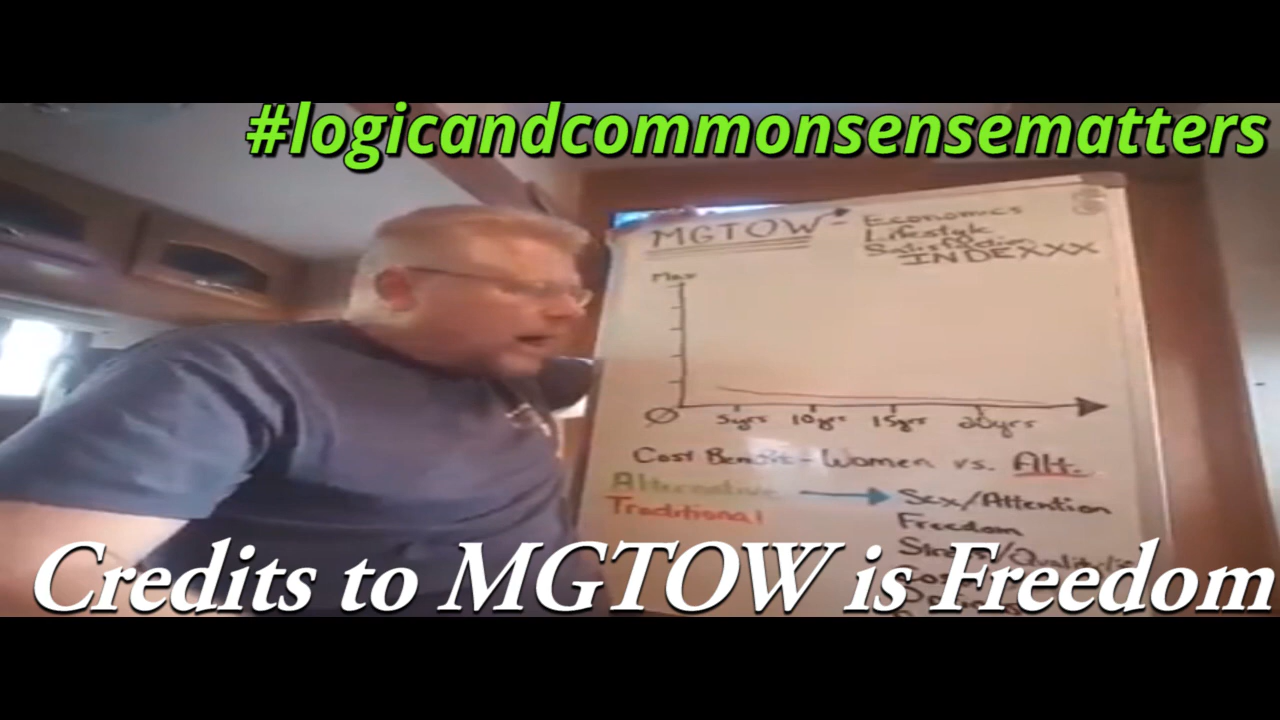 #logicandcommonsensematters
MGTOW
Economics
Lifestyle
Satisfaction
INDEXXX
Max
5yrs 10yrs 15yrs 20yrs
Cost Benefit - Women vs. Alt.
Alternative Sex/Attention
Traditional Freedom
Credits to MGTOW is Freedom